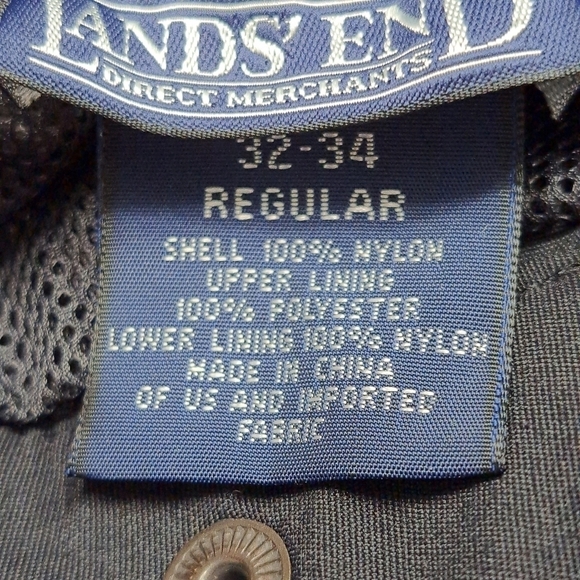 LANDS' END
DIRECT MERCHANTS
32-34
REGULAR
SHELL 100% NYLON
UPPER LINING
100% POLYESTER
LOWER LINING 100% NYLON
MADE IN CHINA
OF US AND IMPORTED
FABRIC